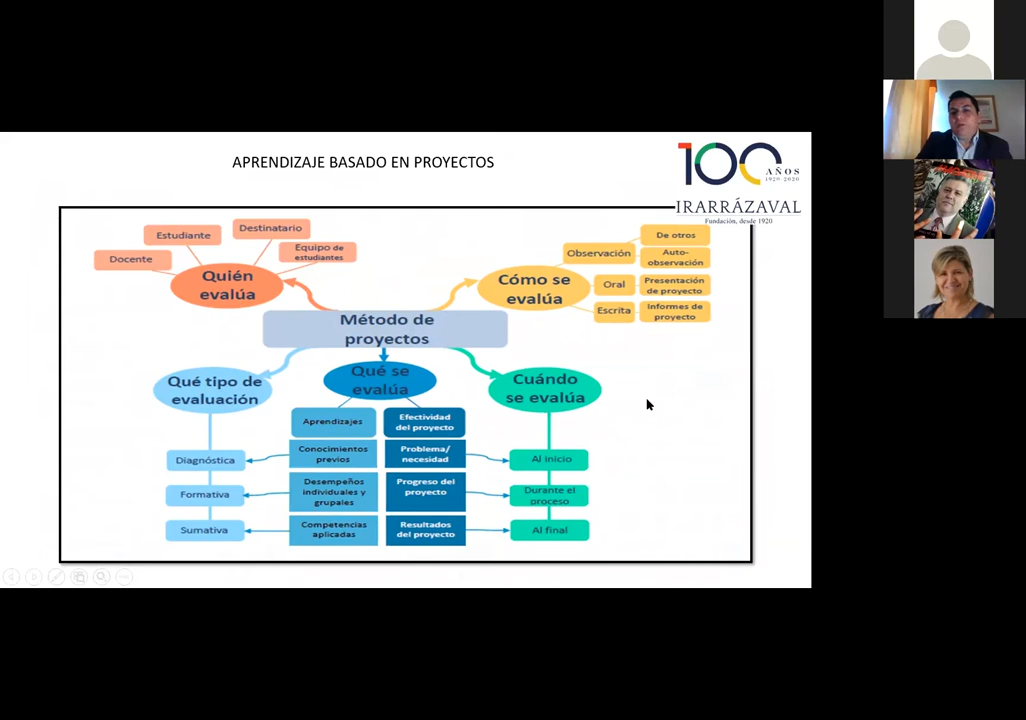 APRENDIZAJE BASADO EN PROYECTOS
100
AÑOS
1920-2020
IRARRÁZAVAL
Fundación, desde 1920
Docente
Estudiante
Destinatario
Equipo de
estudiantes
Quién
evalúa
Cómo se
evalúa
Observación
De otros
Auto-
observación
Oral
Presentación
de proyecto
Escrita
Informes de
proyecto
Método de
proyectos
Qué tipo de
evaluación
Diagnóstica
Formativa
Sumativa
Qué se
evalúa
Aprendizajes
Conocimientos
previos
Desempeños
individuales y
grupales
Competencias
aplicadas
Efectividad
del proyecto
Problema/
necesidad
Progreso del
proyecto
Resultados
del proyecto
Cuándo
se evalúa
Al inicio
Durante el
proceso
Al final